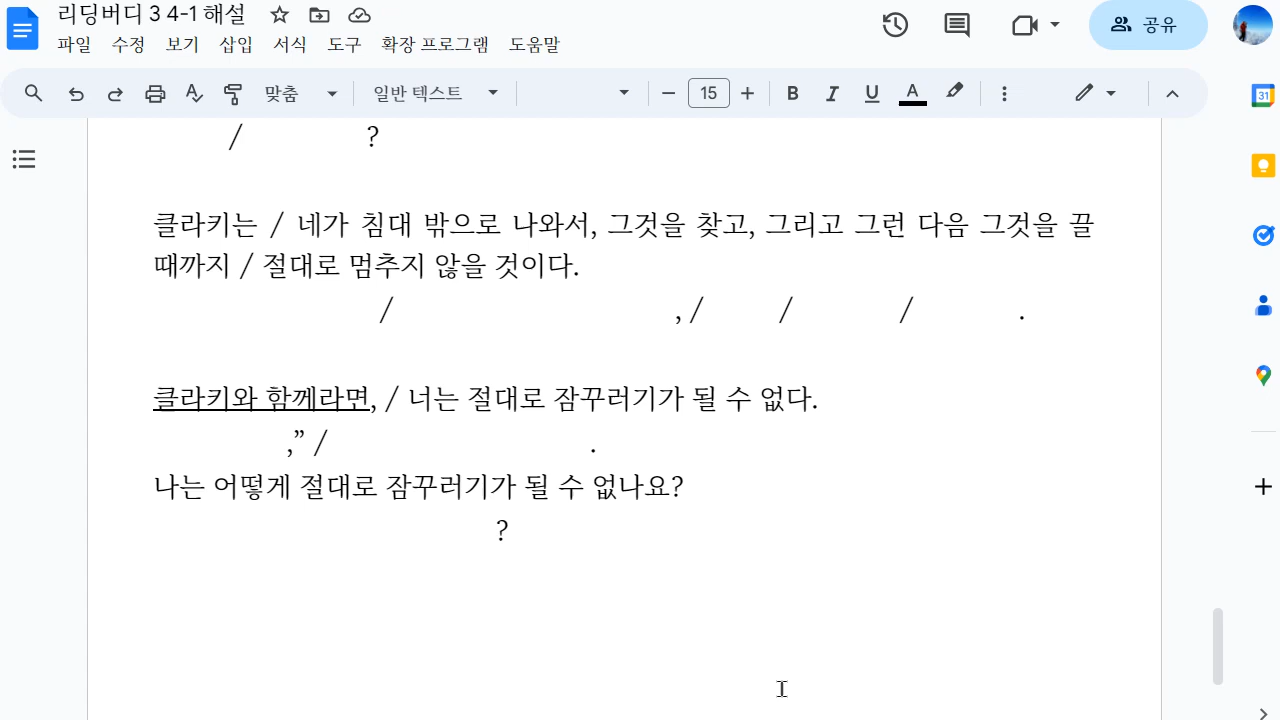 리딩버디 3 4-1 해설
파일 수정 보기 삽입 서식 도구 확장 프로그램 도움말
공유
맞춤 일반 텍스트 15 B I U A
31
/ ?
클라키는 / 네가 침대 밖으로 나와서, 그것을 찾고, 그리고 그런 다음 그것을 끌
때까지 / 절대로 멈추지 않을 것이다.
/ , / / / .
클라키와 함께라면, / 너는 절대로 잠꾸러기가 될 수 없다.
,” / .
나는 어떻게 절대로 잠꾸러기가 될 수 없나요?
?